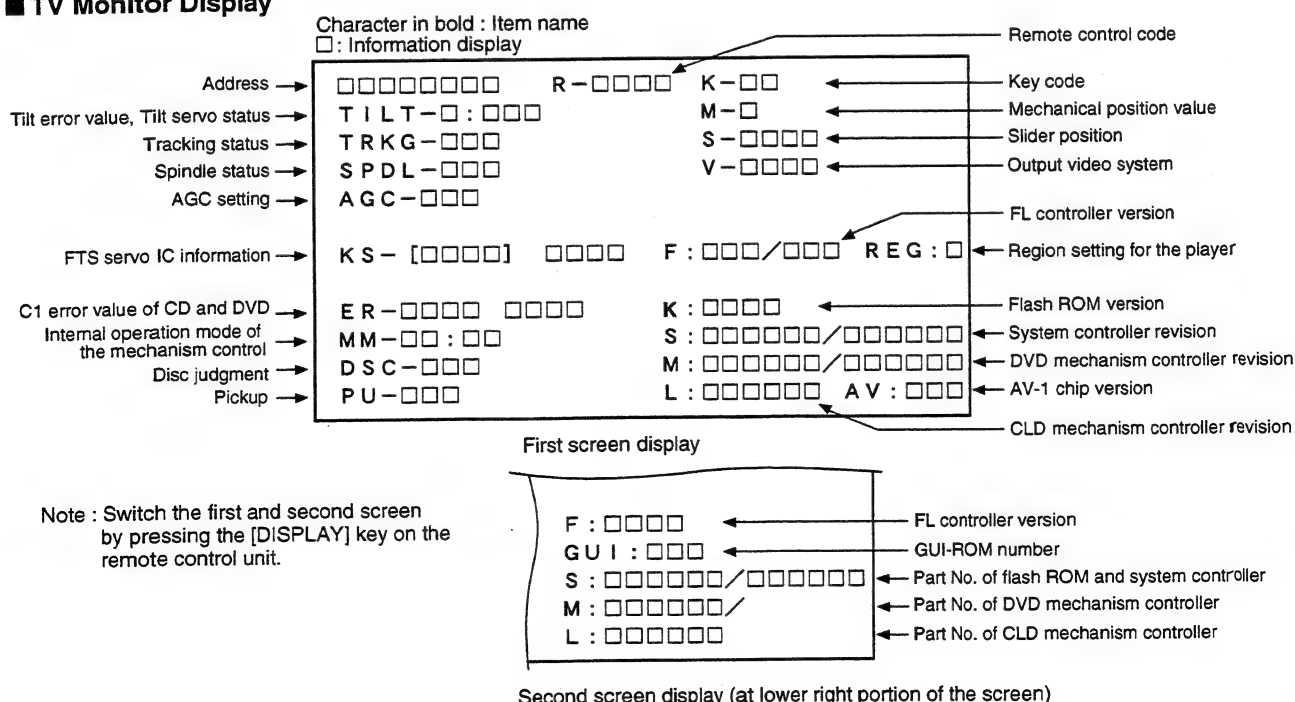 ■ TV Monitor Display
Character in bold : Item name
□ : Information display
Remote control code
Address
□□□□□□□□ R－□□□□ K－□□
Key code
Tilt error value, Tilt servo status
TILT－□:□□□ M－□
Mechanical position value
Tracking status
TRKG－□□□ S－□□□□
Slider position
Spindle status
SPDL－□□□ V－□□□□
Output video system
AGC setting
AGC－□□□
FL controller version
FTS servo IC information
KS－ [□□□□] □□□□ F:□□□/□□□ REG:□
Region setting for the player
C1 error value of CD and DVD
ER－□□□□ □□□□ K:□□□□
Flash ROM version
Internal operation mode of
the mechanism control
MM－□□:□□ S:□□□□□□/□□□□□□
System controller revision
Disc judgment
DSC－□□□ M:□□□□□□/□□□□□□
DVD mechanism controller revision
Pickup
PU－□□□ L:□□□□□□ AV:□□□
AV-1 chip version
CLD mechanism controller revision
First screen display
Note : Switch the first and second screen
by pressing the [DISPLAY] key on the
remote control unit.
F:□□□□
FL controller version
GUI:□□□
GUI-ROM number
S:□□□□□□/□□□□□□
Part No. of flash ROM and system controller
M:□□□□□□/
Part No. of DVD mechanism controller
L:□□□□□□
Part No. of CLD mechanism controller
Second screen display (at lower right portion of the screen)